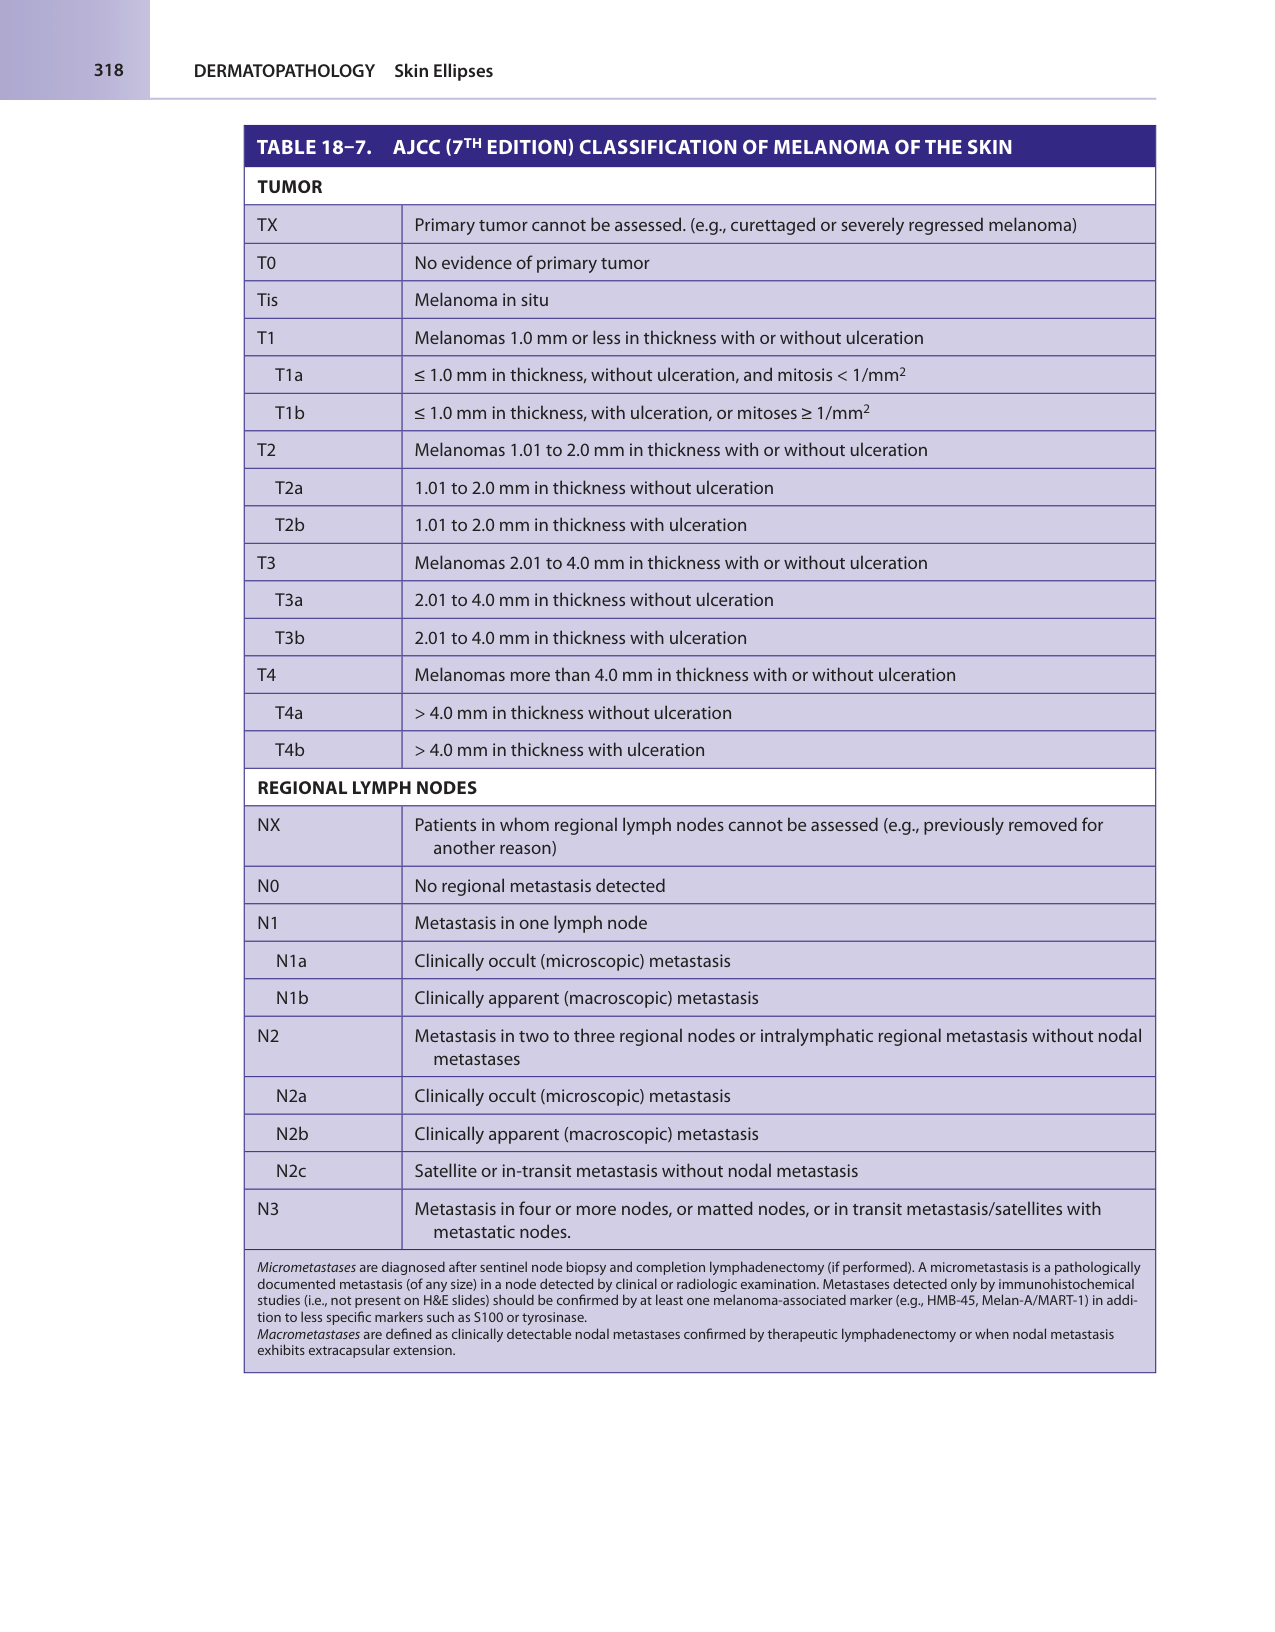 318
DERMATOPATHOLOGY Skin Ellipses
TABLE 18–7. AJCC (7TH EDITION) CLASSIFICATION OF MELANOMA OF THE SKIN
TUMOR
TX Primary tumor cannot be assessed. (e.g., curettaged or severely regressed melanoma)
T0 No evidence of primary tumor
Tis Melanoma in situ
T1 Melanomas 1.0 mm or less in thickness with or without ulceration
T1a ≤ 1.0 mm in thickness, without ulceration, and mitosis < 1/mm²
T1b ≤ 1.0 mm in thickness, with ulceration, or mitoses ≥ 1/mm²
T2 Melanomas 1.01 to 2.0 mm in thickness with or without ulceration
T2a 1.01 to 2.0 mm in thickness without ulceration
T2b 1.01 to 2.0 mm in thickness with ulceration
T3 Melanomas 2.01 to 4.0 mm in thickness with or without ulceration
T3a 2.01 to 4.0 mm in thickness without ulceration
T3b 2.01 to 4.0 mm in thickness with ulceration
T4 Melanomas more than 4.0 mm in thickness with or without ulceration
T4a > 4.0 mm in thickness without ulceration
T4b > 4.0 mm in thickness with ulceration
REGIONAL LYMPH NODES
NX Patients in whom regional lymph nodes cannot be assessed (e.g., previously removed for
another reason)
N0 No regional metastasis detected
N1 Metastasis in one lymph node
N1a Clinically occult (microscopic) metastasis
N1b Clinically apparent (macroscopic) metastasis
N2 Metastasis in two to three regional nodes or intralymphatic regional metastasis without nodal
metastases
N2a Clinically occult (microscopic) metastasis
N2b Clinically apparent (macroscopic) metastasis
N2c Satellite or in-transit metastasis without nodal metastasis
N3 Metastasis in four or more nodes, or matted nodes, or in transit metastasis/satellites with
metastatic nodes.
Micrometastases are diagnosed after sentinel node biopsy and completion lymphadenectomy (if performed). A micrometastasis is a pathologically
documented metastasis (of any size) in a node detected by clinical or radiologic examination. Metastases detected only by immunohistochemical
studies (i.e., not present on H&E slides) should be confirmed by at least one melanoma-associated marker (e.g., HMB-45, Melan-A/MART-1) in addi-
tion to less specific markers such as S100 or tyrosinase.
Macrometastases are defined as clinically detectable nodal metastases confirmed by therapeutic lymphadenectomy or when nodal metastasis
exhibits extracapsular extension.